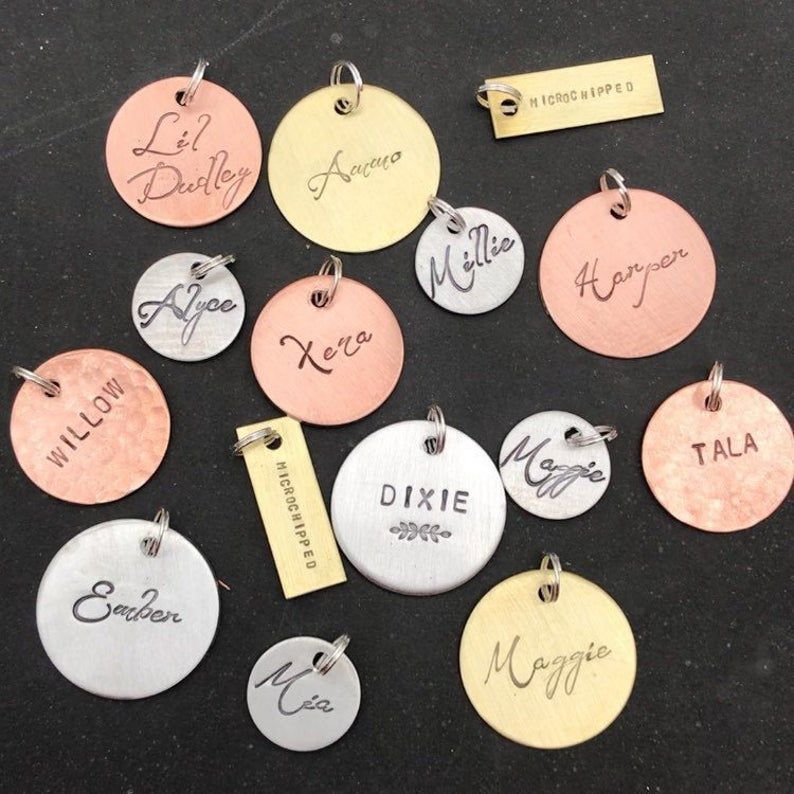 Lil
Dudley
Ammo
MICROCHIPPED
Millie
Harper
Alyce
Xena
WILLOW
MICROCHIPPED
DIXIE
Maggie
TALA
Ember
Mia
Maggie